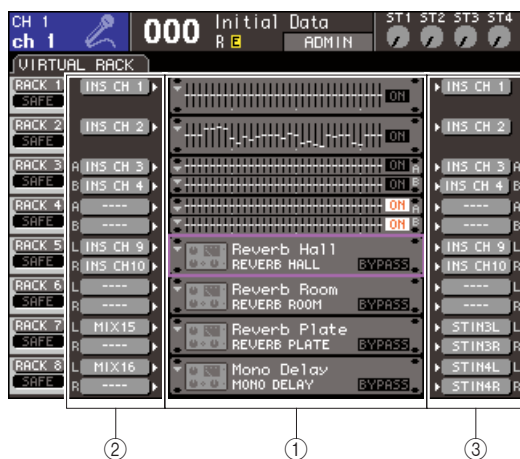 CH 1
ch 1
000
Initial Data
R E ADMIN
ST1 ST2 ST3 ST4
VIRTUAL RACK
RACK 1 INS CH 1 ON INS CH 1
SAFE
RACK 2 INS CH 2 ON INS CH 2
SAFE
RACK 3 A INS CH 3 ON A INS CH 3 A
SAFE B INS CH 4 ON B INS CH 4 B
RACK 4 A ---- ON A ---- A
SAFE B ---- ON B ---- B
RACK 5 L INS CH 9 Reverb Hall INS CH 9 L
SAFE R INS CH10 REVERB HALL BYPASS INS CH10 R
RACK 6 L ---- Reverb Room ---- L
SAFE R ---- REVERB ROOM BYPASS ---- R
RACK 7 L MIX15 Reverb Plate STIN3L L
SAFE R REVERB PLATE BYPASS STIN3R R
RACK 8 L MIX16 Mono Delay STIN4L L
SAFE R MONO DELAY BYPASS STIN4R R
② ① ③